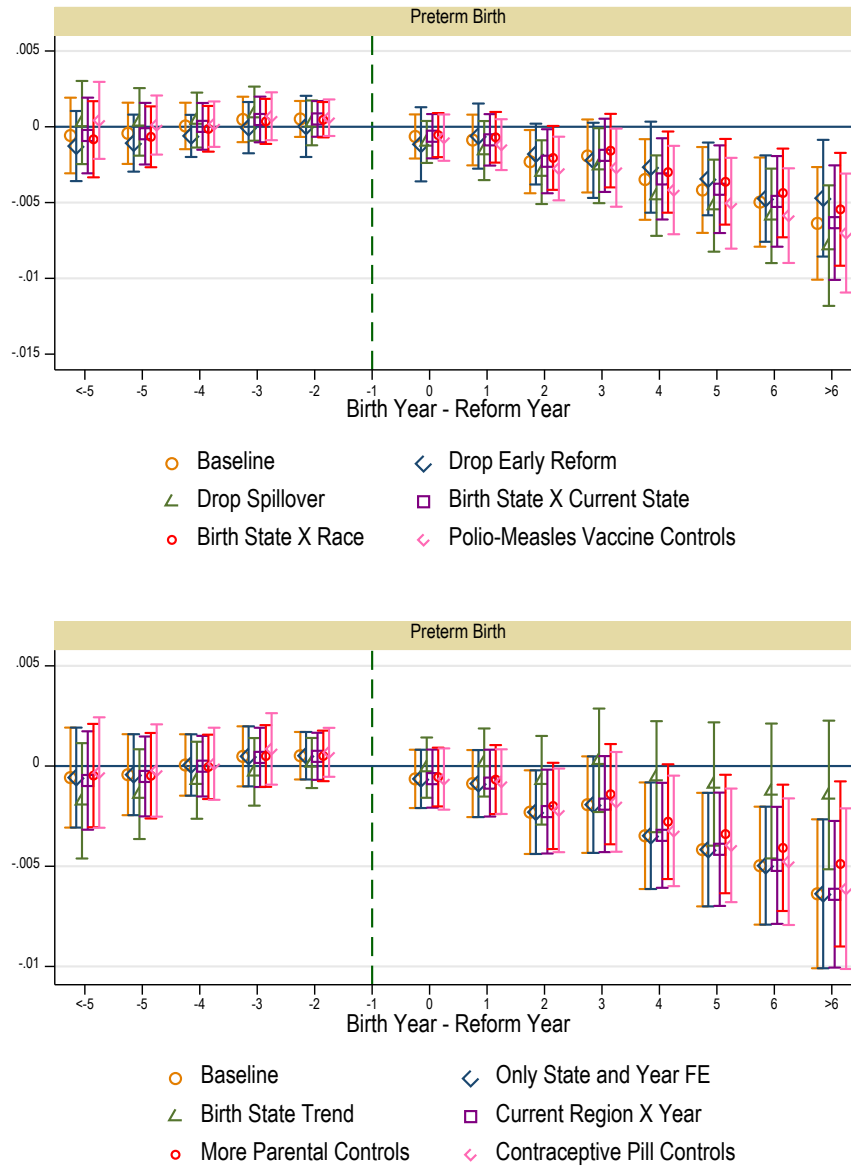 Preterm Birth
.005
0
-.005
-.01
-.015
<-5 -5 -4 -3 -2 -1 0 1 2 3 4 5 6 >6
Birth Year - Reform Year
Baseline Drop Early Reform
Drop Spillover Birth State X Current State
Birth State X Race Polio-Measles Vaccine Controls
Preterm Birth
.005
0
-.005
-.01
<-5 -5 -4 -3 -2 -1 0 1 2 3 4 5 6 >6
Birth Year - Reform Year
Baseline Only State and Year FE
Birth State Trend Current Region X Year
More Parental Controls Contraceptive Pill Controls